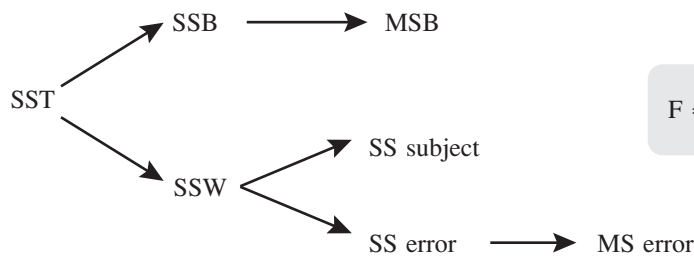 SSB
MSB
SST
F =
SS subject
SSW
SS error
MS error